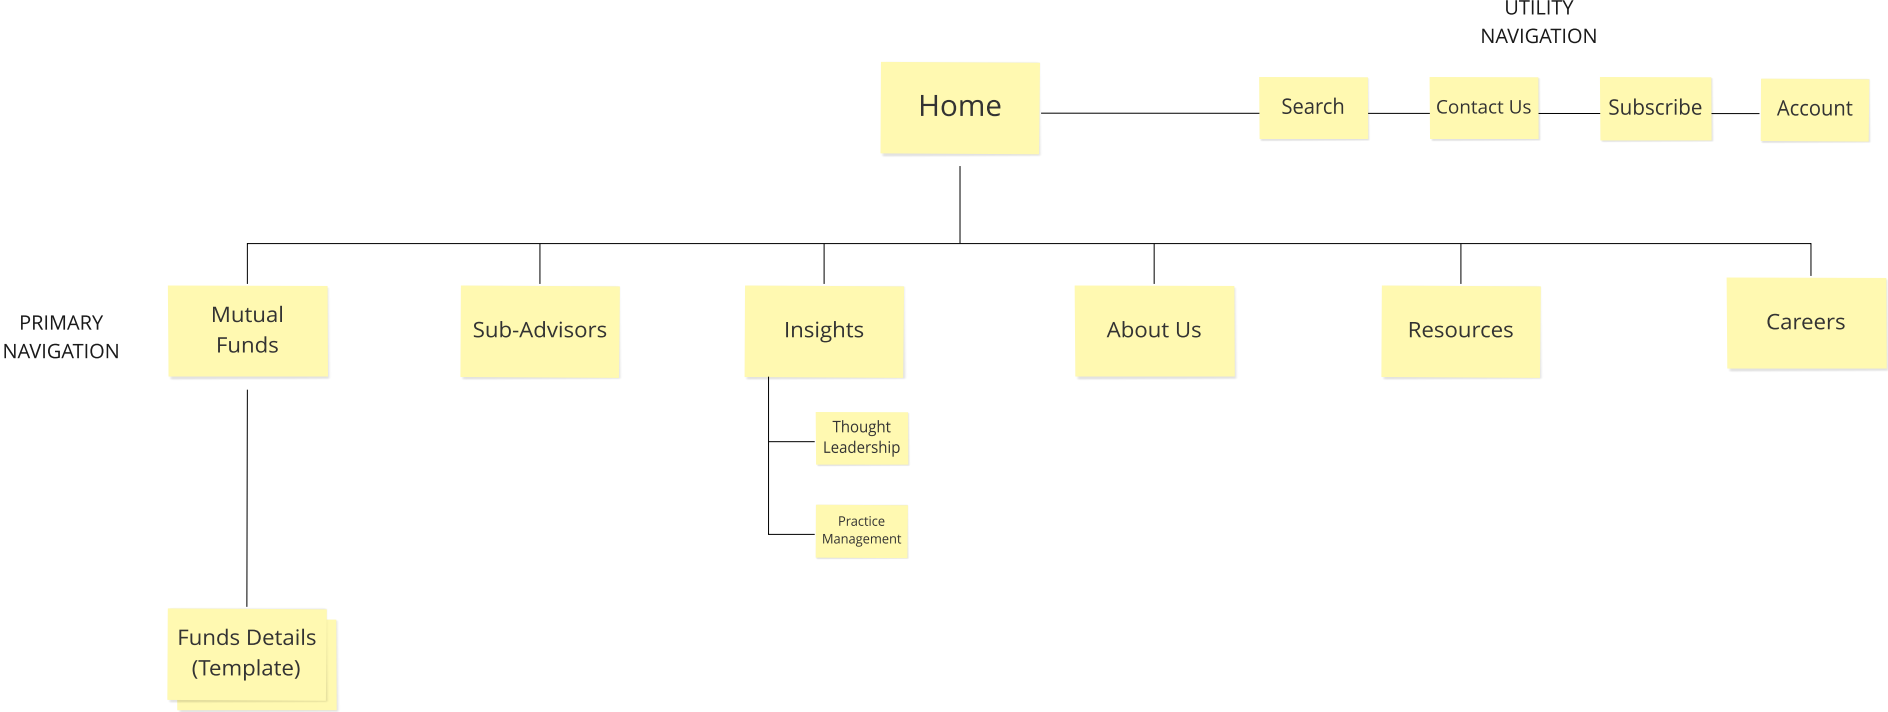 UTILITY
NAVIGATION
Home
Search
Contact Us
Subscribe
Account
PRIMARY
NAVIGATION
Mutual
Funds
Sub-Advisors
Insights
About Us
Resources
Careers
Thought
Leadership
Practice
Management
Funds Details
(Template)